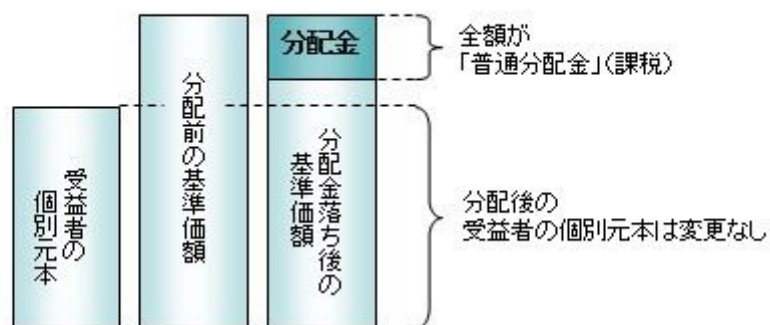 受益者の
個別元本
分配前の基準価額
分配金
分配金落ち後の
基準価額
全額が
「普通分配金」(課税)
分配後の
受益者の個別元本は変更なし